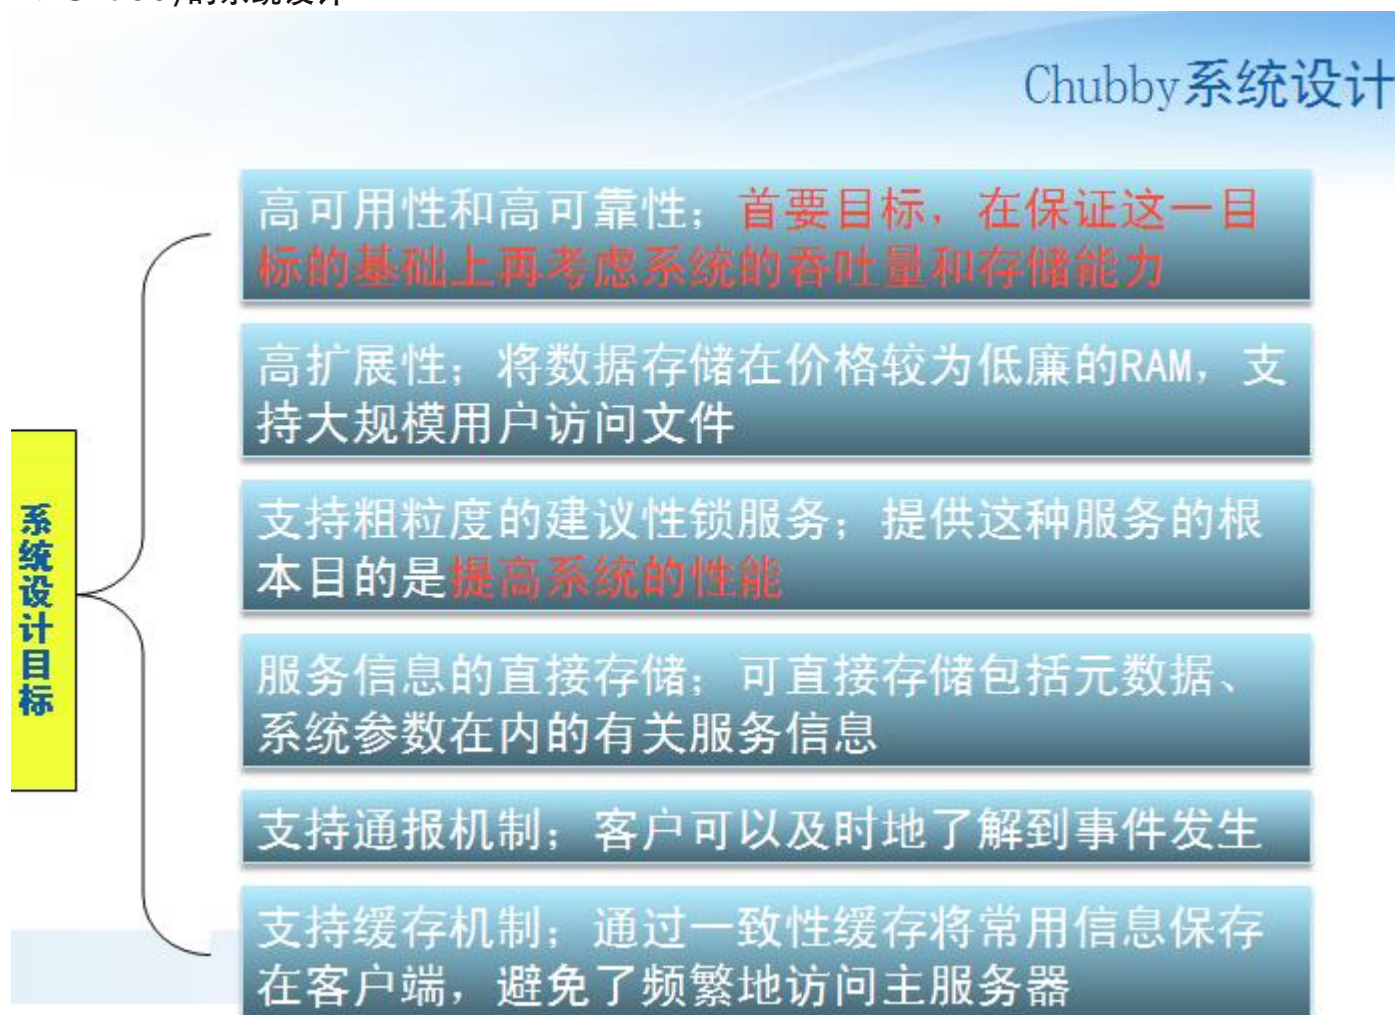 Chubby系统设计
高可用性和高可靠性；首要目标，在保证这一目
标的基础上再考虑系统的吞吐量和存储能力
高扩展性；将数据存储在价格较为低廉的RAM，支
持大规模用户访问文件
支持粗粒度的建议性锁服务；提供这种服务的根
本目的是提高系统的性能
系统设计目标
服务信息的直接存储；可直接存储包括元数据、
系统参数在内的有关服务信息
支持通报机制；客户可以及时地了解到事件发生
支持缓存机制；通过一致性缓存将常用信息保存
在客户端，避免了频繁地访问主服务器